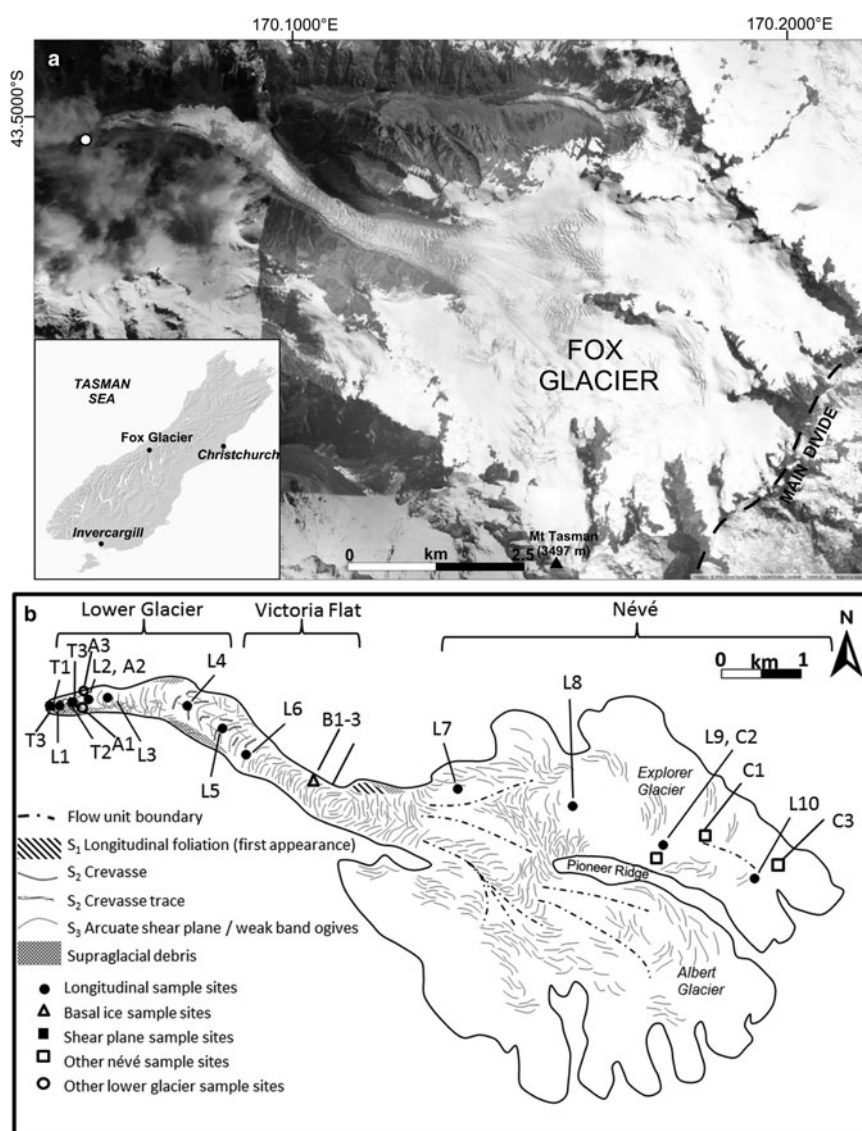 170.1000°E
170.2000°E
43.5000°S
a
FOX
GLACIER
TASMAN
SEA
Fox Glacier
Christchurch
Invercargill
MAIN DIVIDE
Mt Tasman
(3497 m)
0 km 2.5
b
Lower Glacier
Victoria Flat
Névé
N
0 km 1
T3
A3
T1
L2, A2
L4
L6
B1-3
L7
L8
L9, C2
C1
L10
C3
T3
L1
T2
A1
L3
L5
Explorer
Glacier
Pioneer Ridge
Albert
Glacier
Flow unit boundary
S1 Longitudinal foliation (first appearance)
S2 Crevasse
S2 Crevasse trace
S3 Arcuate shear plane / weak band ogives
Supraglacial debris
Longitudinal sample sites
Basal ice sample sites
Shear plane sample sites
Other névé sample sites
Other lower glacier sample sites